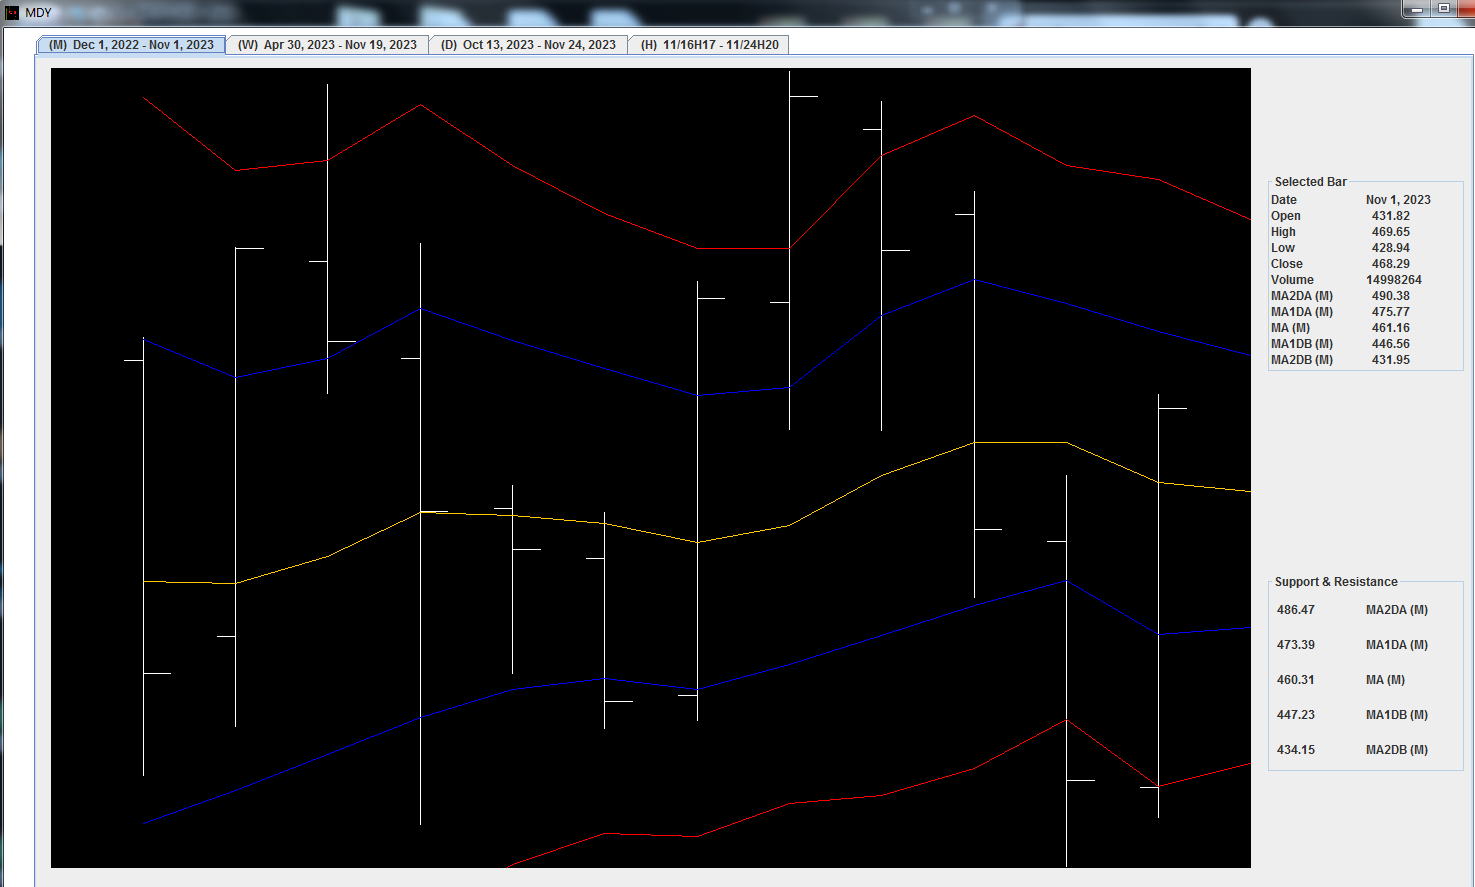 MDY
(M) Dec 1, 2022 - Nov 1, 2023 (W) Apr 30, 2023 - Nov 19, 2023 (D) Oct 13, 2023 - Nov 24, 2023 (H) 11/16H17 - 11/24H20
Selected Bar
Date Nov 1, 2023
Open 431.82
High 469.65
Low 428.94
Close 468.29
Volume 14998264
MA2DA (M) 490.38
MA1DA (M) 475.77
MA (M) 461.16
MA1DB (M) 446.56
MA2DB (M) 431.95
Support & Resistance
486.47 MA2DA (M)
473.39 MA1DA (M)
460.31 MA (M)
447.23 MA1DB (M)
434.15 MA2DB (M)